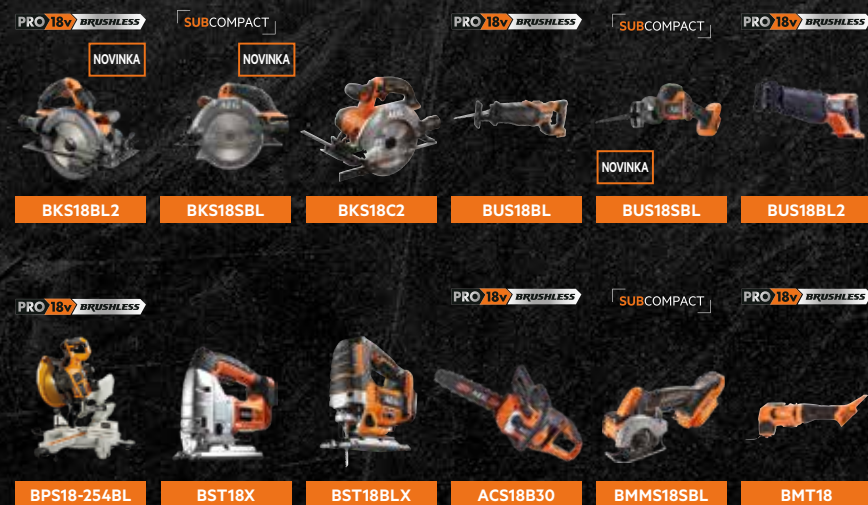 PRO 18v BRUSHLESS
SUBCOMPACT
PRO 18v BRUSHLESS
SUBCOMPACT
PRO 18v BRUSHLESS
NOVINKA
NOVINKA
NOVINKA
BKS18BL2
BKS18SBL
BKS18C2
BUS18BL
BUS18SBL
BUS18BL2
PRO 18v BRUSHLESS
PRO 18v BRUSHLESS
SUBCOMPACT
PRO 18v BRUSHLESS
BPS18-254BL
BST18X
BST18BLX
ACS18B30
BMMS18SBL
BMT18